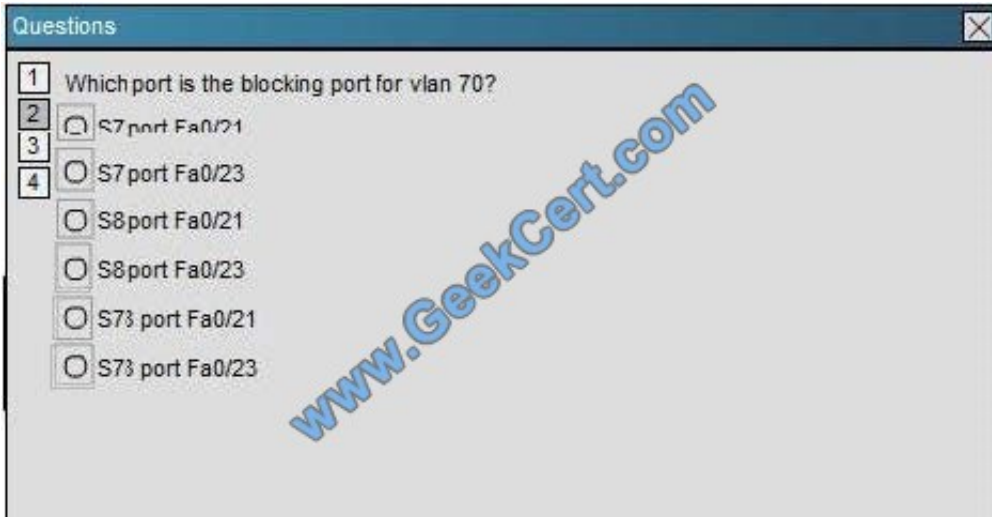 Questions
1 Which port is the blocking port for vlan 70?
2 S7 port Fa0/21
3
S7 port Fa0/23
4
S8 port Fa0/21
S8 port Fa0/23
port Fa0/21
port Fa0/23
www.GeekCert.com